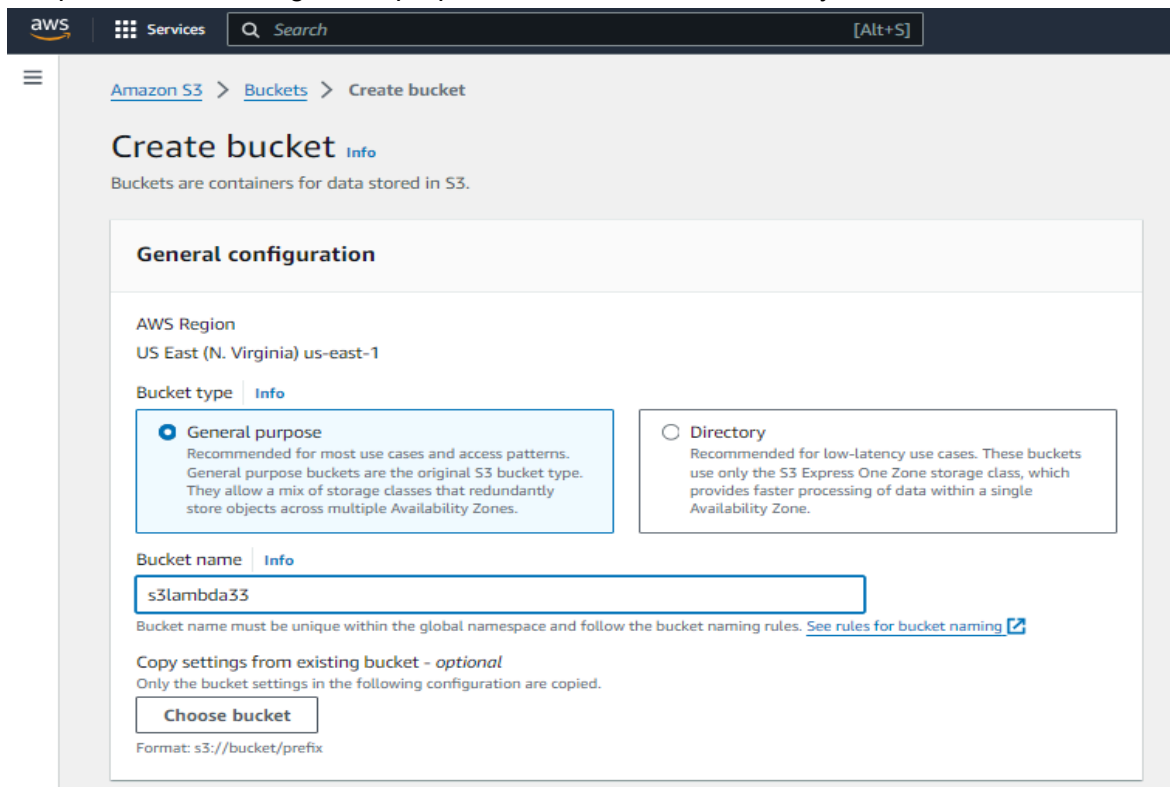 aws
Services
Search
[Alt+S]
Amazon S3 > Buckets > Create bucket
Create bucket Info
Buckets are containers for data stored in S3.
General configuration
AWS Region
US East (N. Virginia) us-east-1
Bucket type Info
General purpose
Recommended for most use cases and access patterns.
General purpose buckets are the original S3 bucket type.
They allow a mix of storage classes that redundantly
store objects across multiple Availability Zones.
Directory
Recommended for low-latency use cases. These buckets
use only the S3 Express One Zone storage class, which
provides faster processing of data within a single
Availability Zone.
Bucket name Info
s3lambda33
Bucket name must be unique within the global namespace and follow the bucket naming rules. See rules for bucket naming
Copy settings from existing bucket - optional
Only the bucket settings in the following configuration are copied.
Choose bucket
Format: s3://bucket/prefix